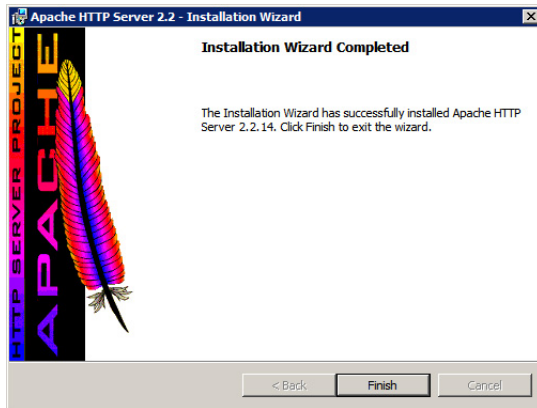 Apache HTTP Server 2.2 - Installation Wizard
HTTP SERVER PROJECT
APACHE
Installation Wizard Completed
The Installation Wizard has successfully installed Apache HTTP
Server 2.2.14. Click Finish to exit the wizard.
< Back
Finish
Cancel